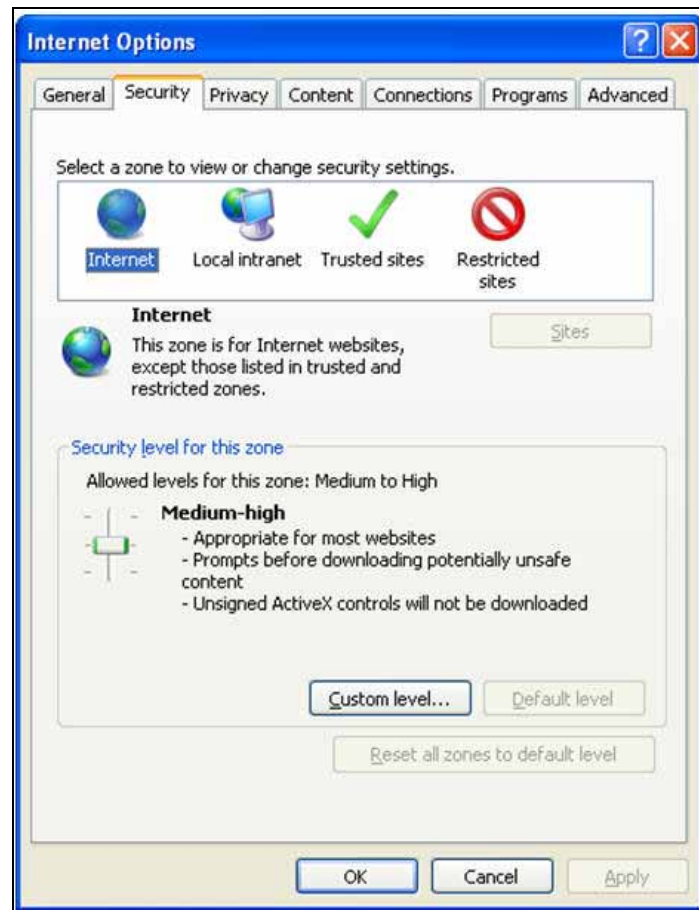 Internet Options
General Security Privacy Content Connections Programs Advanced
Select a zone to view or change security settings.
Internet Local intranet Trusted sites Restricted
sites
Internet
Sites
This zone is for Internet websites,
except those listed in trusted and
restricted zones.
Security level for this zone
Allowed levels for this zone: Medium to High
Medium-high
- Appropriate for most websites
- Prompts before downloading potentially unsafe
content
- Unsigned ActiveX controls will not be downloaded
Custom level... Default level
Reset all zones to default level
OK Cancel Apply